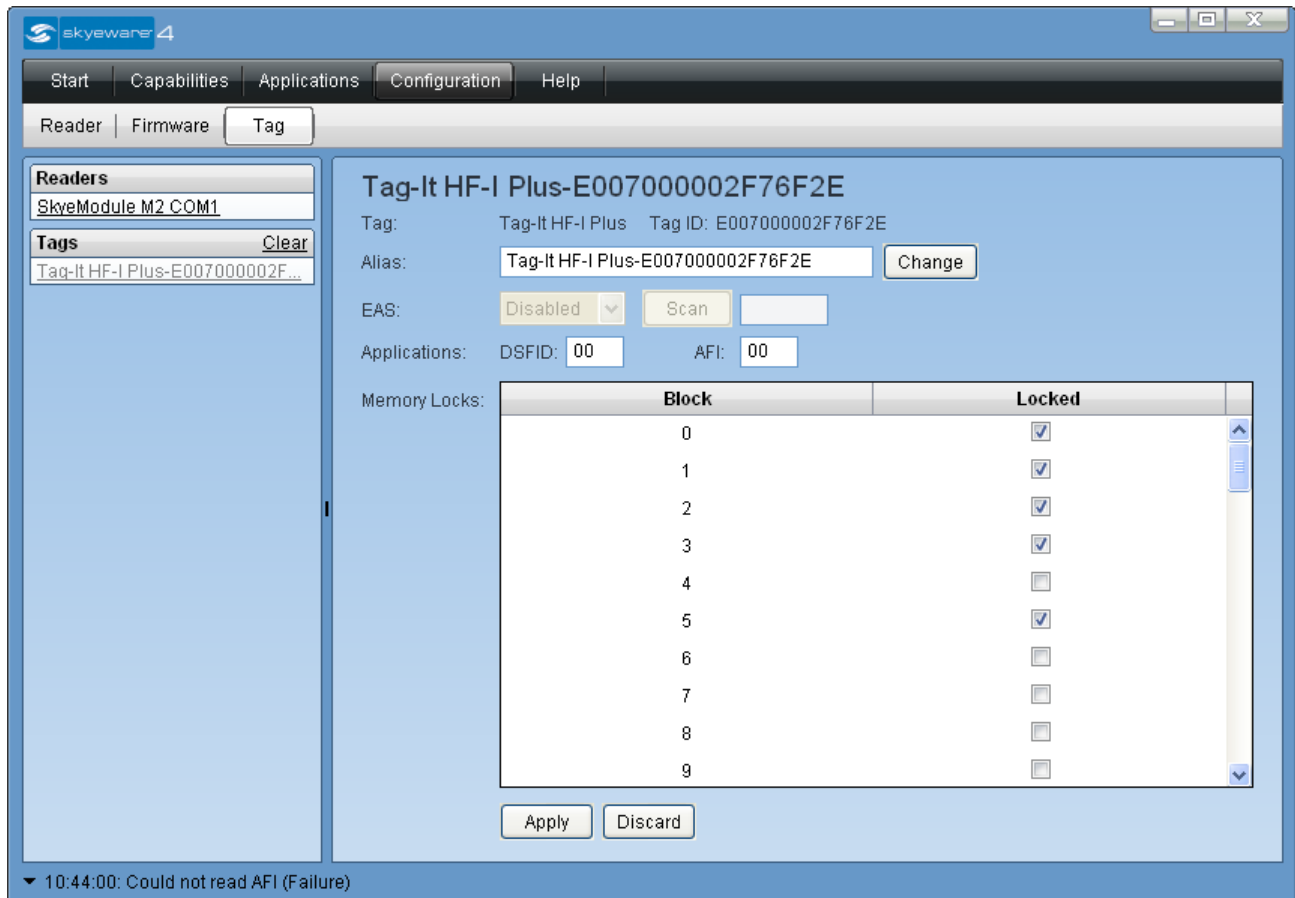 skyeware 4
Start Capabilities Applications Configuration Help
Reader Firmware Tag
Readers
SkyeModule M2 COM1
Tags Clear
Tag-It HF-I Plus-E007000002F...
Tag-It HF-I Plus-E007000002F76F2E
Tag: Tag-It HF-I Plus Tag ID: E007000002F76F2E
Alias: Tag-It HF-I Plus-E007000002F76F2E Change
EAS: Disabled Scan
Applications: DSFID: 00 AFI: 00
Memory Locks: Block Locked
0
1
2
3
4
5
6
7
8
9
Apply Discard
10:44:00: Could not read AFI (Failure)